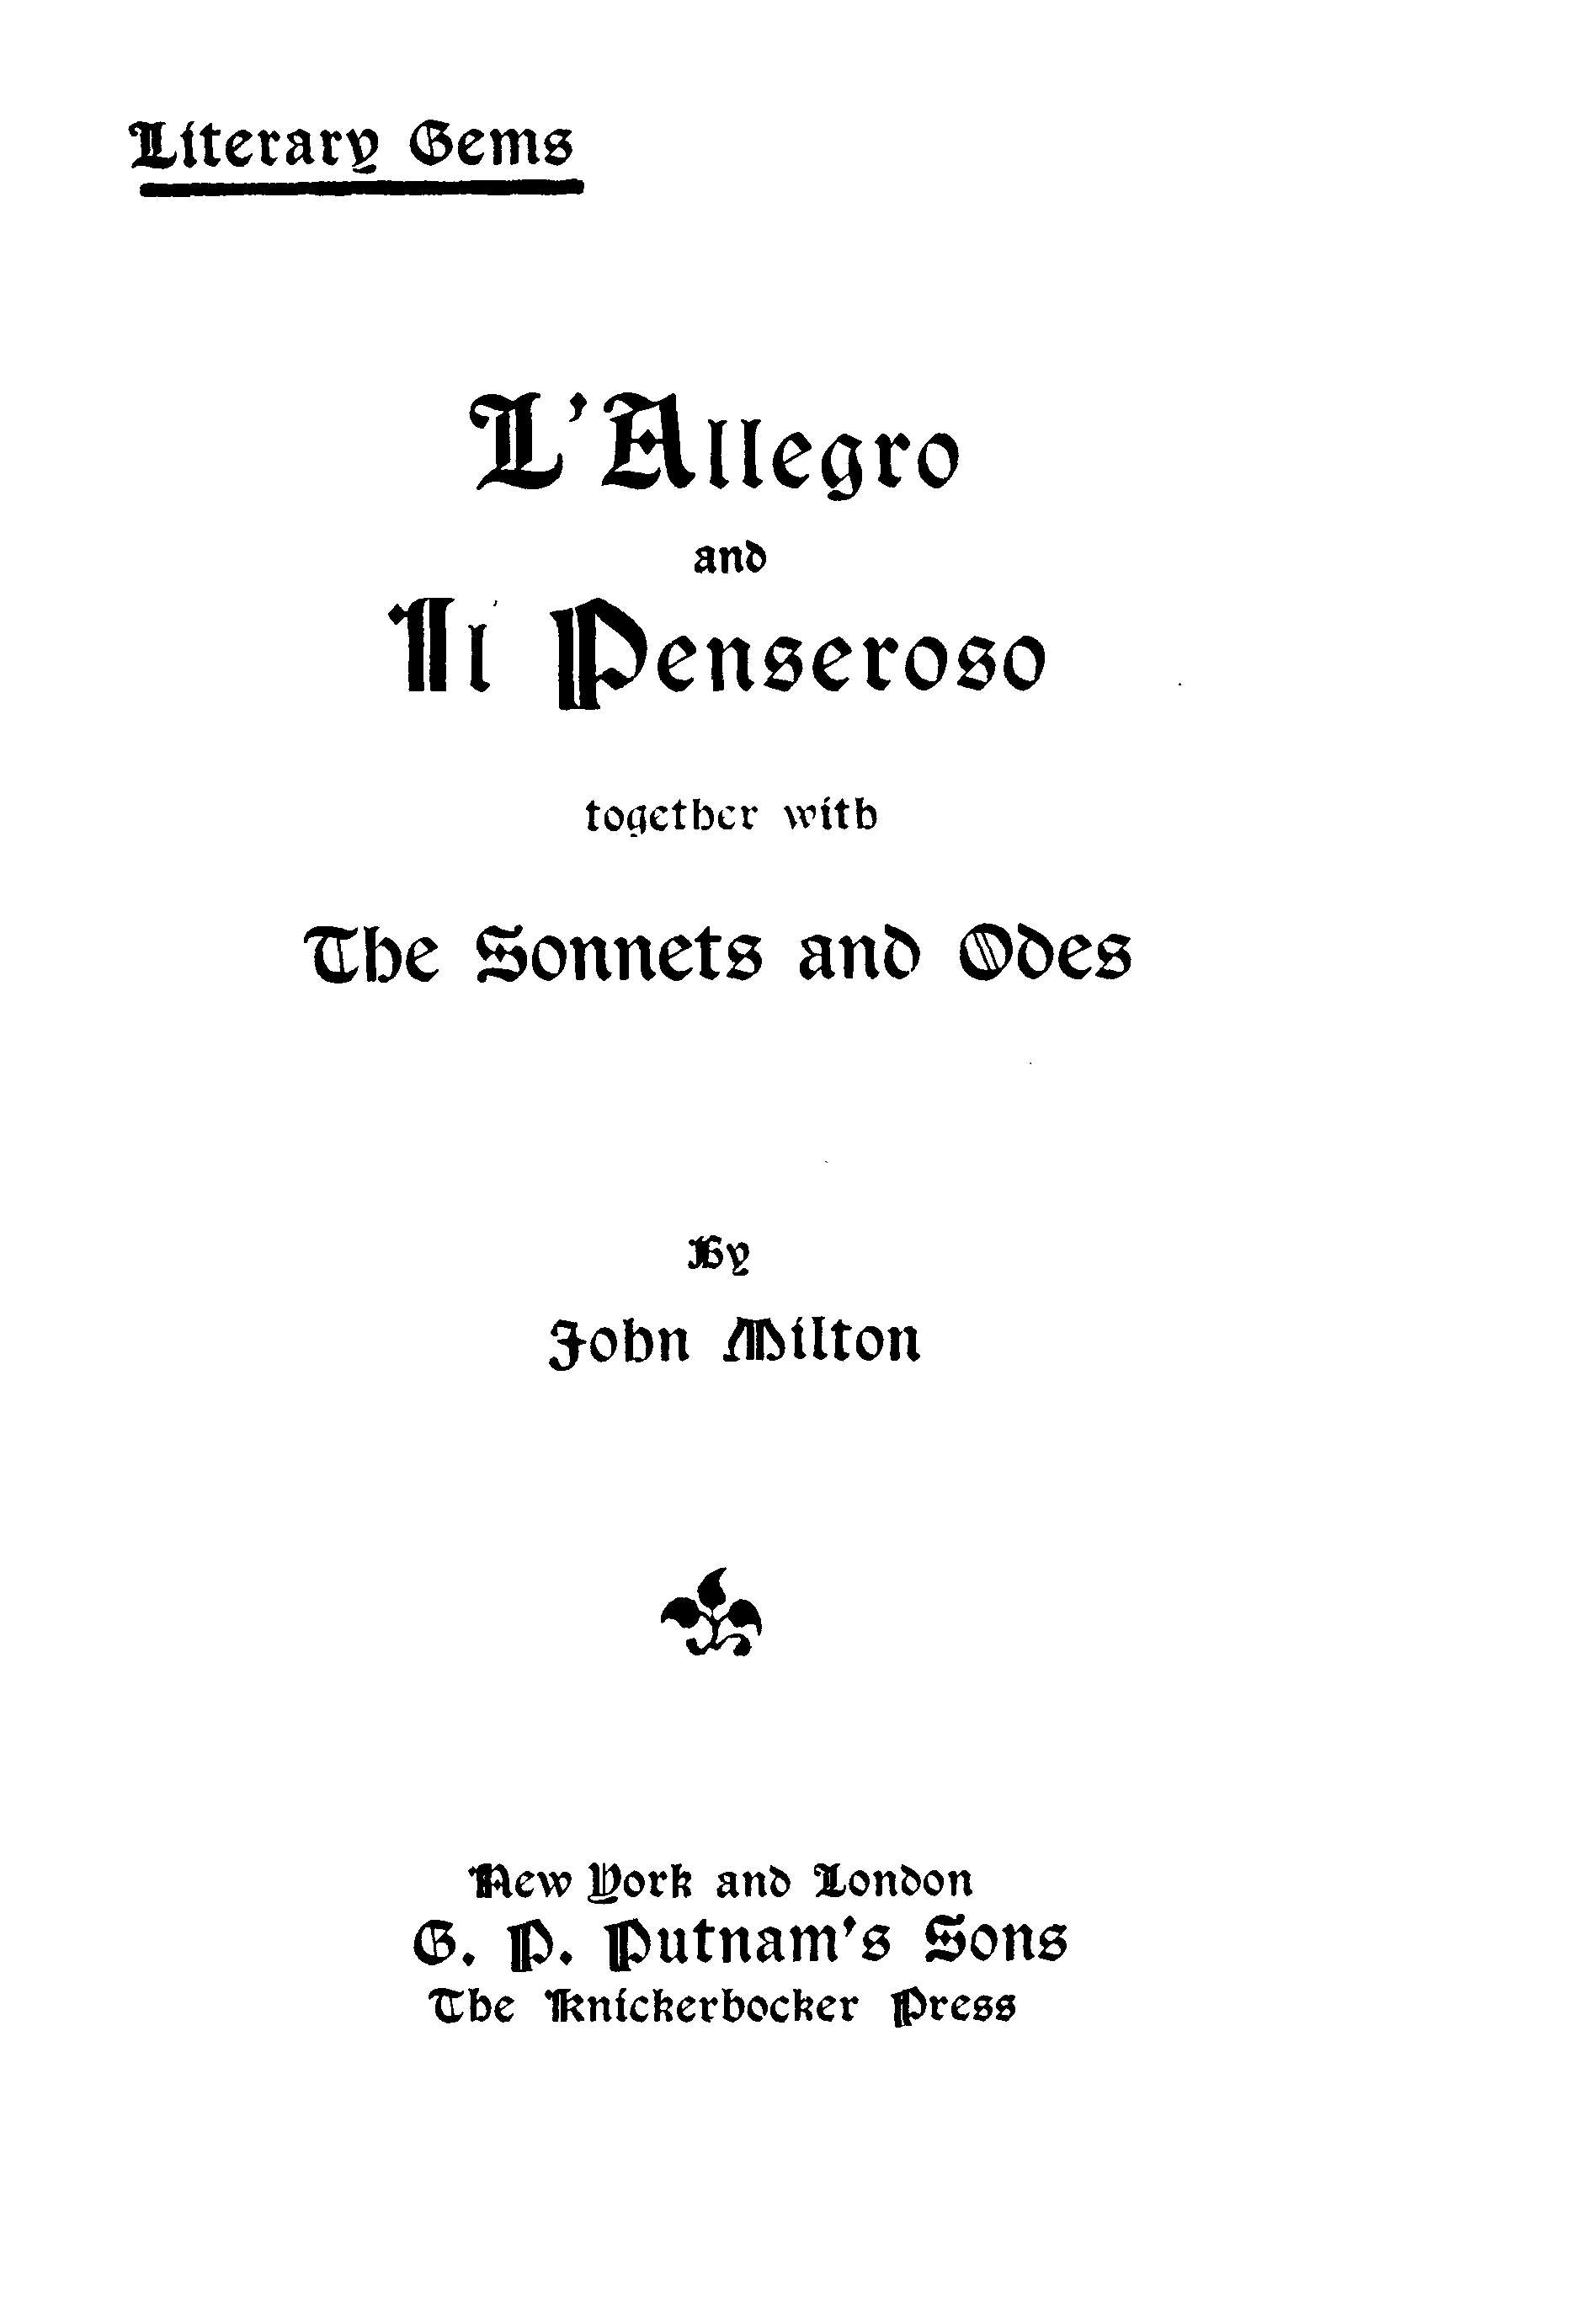 Literary Gems
L'Allegro
and
Il Penseroso
together with
The Sonnets and Odes
By
John Milton
New York and London
G. P. Putnam's Sons
The Knickerbocker Press